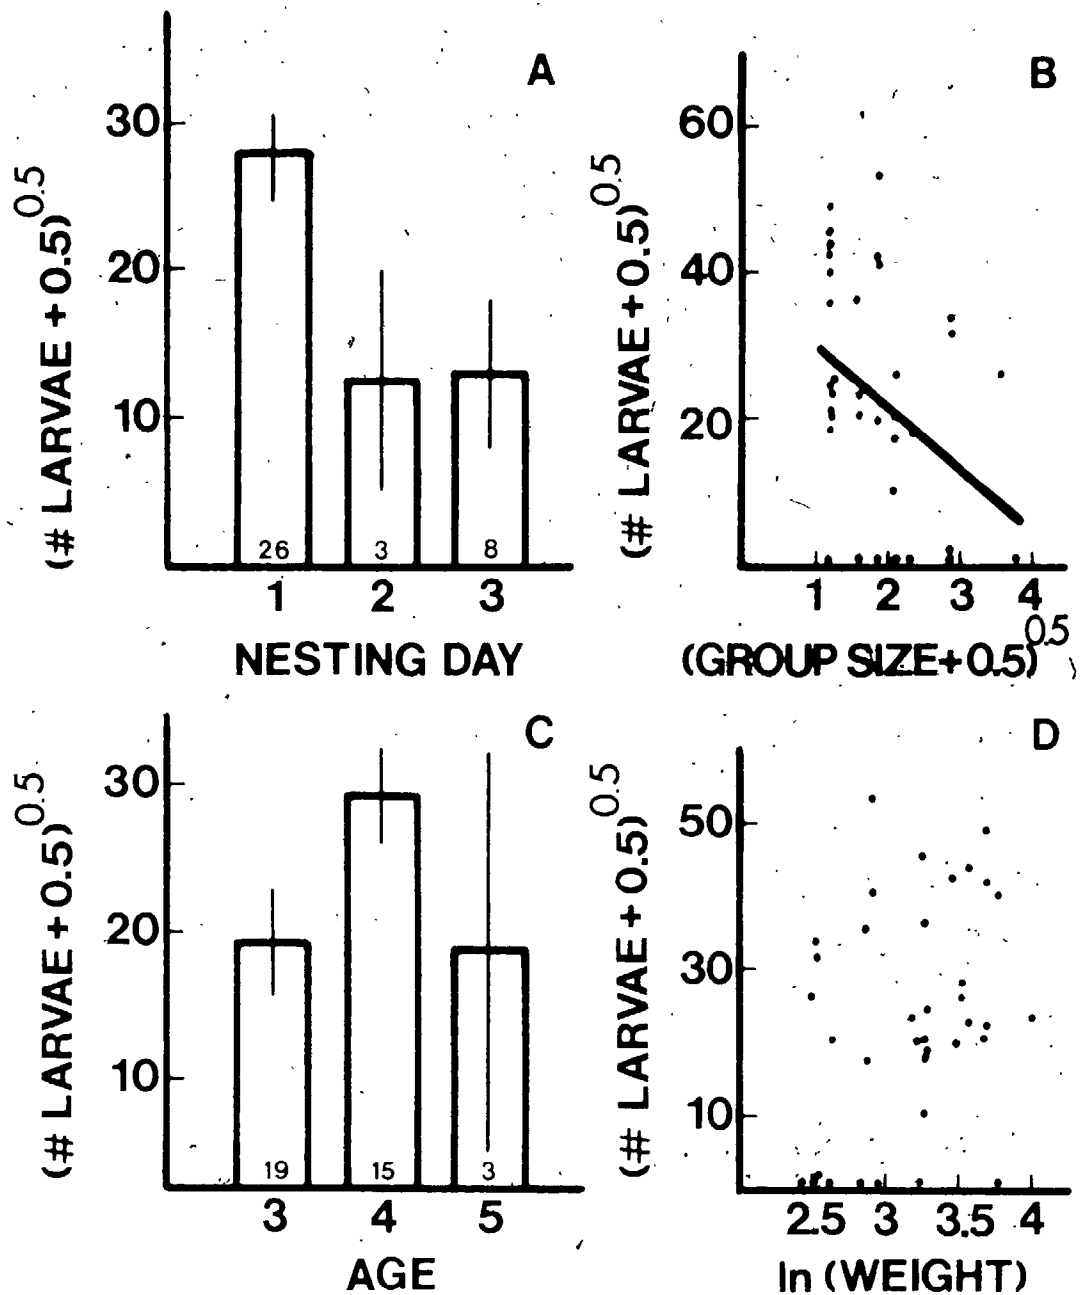 A
(# LARVAE + 0.5)^0.5
30
20
10
26 3 8
1 2 3
NESTING DAY
B
(# LARVAE + 0.5)^0.5
60
40
20
1 2 3 4
(GROUP SIZE + 0.5)^0.5
C
(# LARVAE + 0.5)^0.5
30
20
10
19 15 3
3 4 5
AGE
D
(# LARVAE + 0.5)^0.5
50
30
10
2.5 3 3.5 4
ln (WEIGHT)